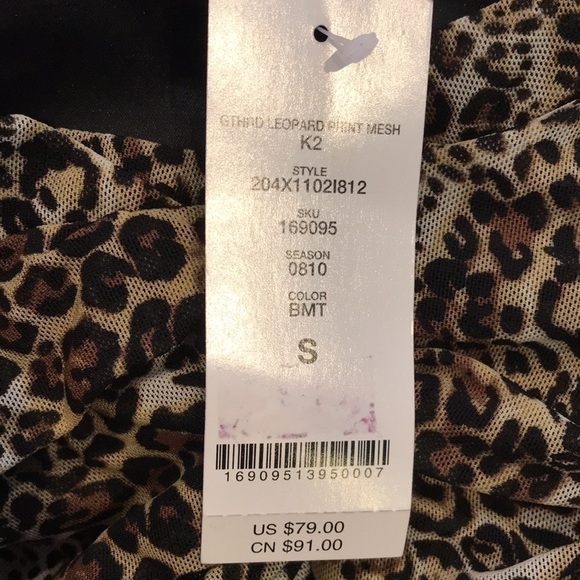 GTHRD LEOPARD PRINT MESH
K2
STYLE
204X1102I812
SKU
169095
SEASON
0810
COLOR
BMT
S
16909513950007
US $79.00
CN $91.00